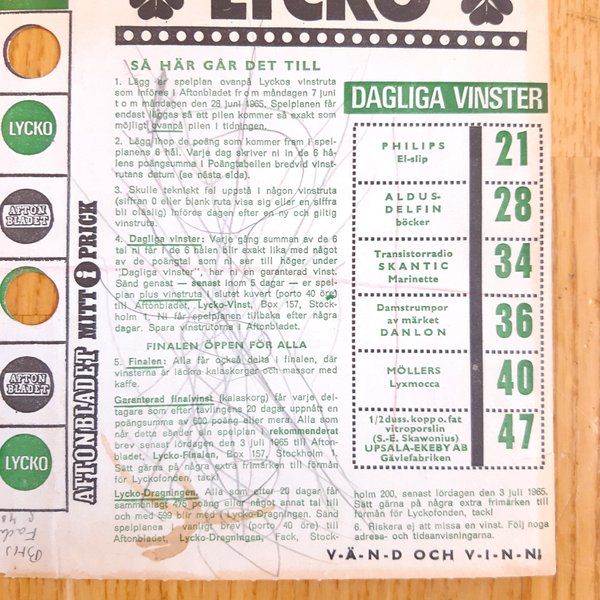 LYCKO
SÅ HÄR GÅR DET TILL
1. Lägg er spelplan ovanpå Lyckos vinstruta
som införes i Aftonbladet from måndagen 7 juni
tom måndagen den 28 juni 1965. Spelplanen får
endast läggas så att pilen kommer så exakt som
möjligt ovanpå pilen i tidningen.
2. Lägg ihop de poäng som kommer fram i spel-
planens 6 hål. Varje dag skriver ni in de 6 hå-
lens poängsumma i Poängtabellen bredvid vinst-
rutans datum (se nästa sida).
3. Skulle tekniskt fel uppstå i någon vinstruta
(siffran 0 eller blank ruta visa sig eller en siffra
bli oläslig) införes dagen efter en ny och giltig
vinstruta.
4. Dagliga vinster: Varje gång summan av de 6
tal ni får i de 6 hålen blir exakt lika med något
av de poängtal som ni ser till höger under
"Dagliga vinster", har ni en garanterad vinst.
Sänd genast — senast inom 5 dagar — er spel-
plan plus vinstruta i slutet kuvert (porto 40 öre)
till Aftonbladet, Lycko-Vinst, Box 157, Stock-
holm 1. Ni får spelplanen tillbaka efter några
dagar. Spara vinstrutorna ur Aftonbladet.
FINALEN ÖPPEN FÖR ALLA
5. Finalen: Alla får också delta i finalen, där
vinsterna är läckra kalaskorgar och massor med
kaffe.
Garanterad finalvinst (kalaskorg) får varje del-
tagare som efter tävlingens 20 dagar uppnått en
poängsumma av 600 poäng eller mera. Alla som
når detta sänder sin spelplan i rekommenderat
brev senast lördagen den 3 juli 1965 till Afton-
bladet, Lycko-Finalen, Box 157, Stockholm 1.
Sätt gärna på några extra frimärken till förmån
för Lyckofonden, tack!
Lycko-Dragningen. Alla som efter 20 dagar får
sammanlagt 475 poäng eller något annat tal till
och med 599 blir med i Lycko-Dragningen. Sänd
spelplanen i vanligt brev (porto 40 öre) till
Aftonbladet, Lycko-Dragningen, Fack, Stock-
holm 200, senast lördagen den 3 juli 1965.
Sätt gärna på några extra frimärken till
förmån för Lyckofonden, tack!
6. Riskera ej att missa en vinst. Följ noga
adress- och tidsanvisningarna.
V-Ä-N-D OCH V-I-N-N!
DAGLIGA VINSTER
PHILIPS
El-slip
21
ALDUS-
DELFIN
böcker
28
Transistorradio
SKANTIC
Marinette
34
Damstrumpor
av märket
DANLON
36
MÖLLERS
Lyxmocca
40
1/2 duss. kopp o. fat
vitroporslin
(S.-E. Skawonius)
UPSALA-EKEBY AB
Gävlefabriken
47
LYCKO
AFTON
BLADET
AFTON
BLADET
LYCKO
AFTONBLADET MITT i PRICK